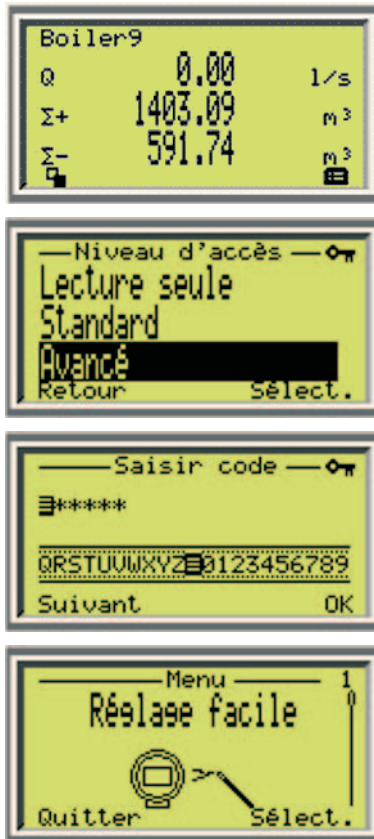 Boiler9
Q 0.00 l/s
Σ+ 1403.09 m³
Σ- 591.74 m³
Niveau d'accès
Lecture seule
Standard
Avancé
Retour Sélect.
Saisir code
*****
QRSTUVWXYZ 0123456789
Suivant OK
Menu 1
Réglage facile
Quitter Sélect.